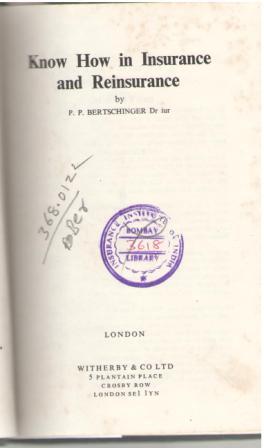 Know How in Insurance
and Reinsurance
by
P. P. BERTSCHINGER Dr iur
368.0122
Ber
INSURANCE INSTITUTE OF INDIA
BOMBAY
3618
LIBRARY
LONDON
WITHERBY & CO LTD
5 PLANTAIN PLACE
CROSBY ROW
LONDON SE1 1YN